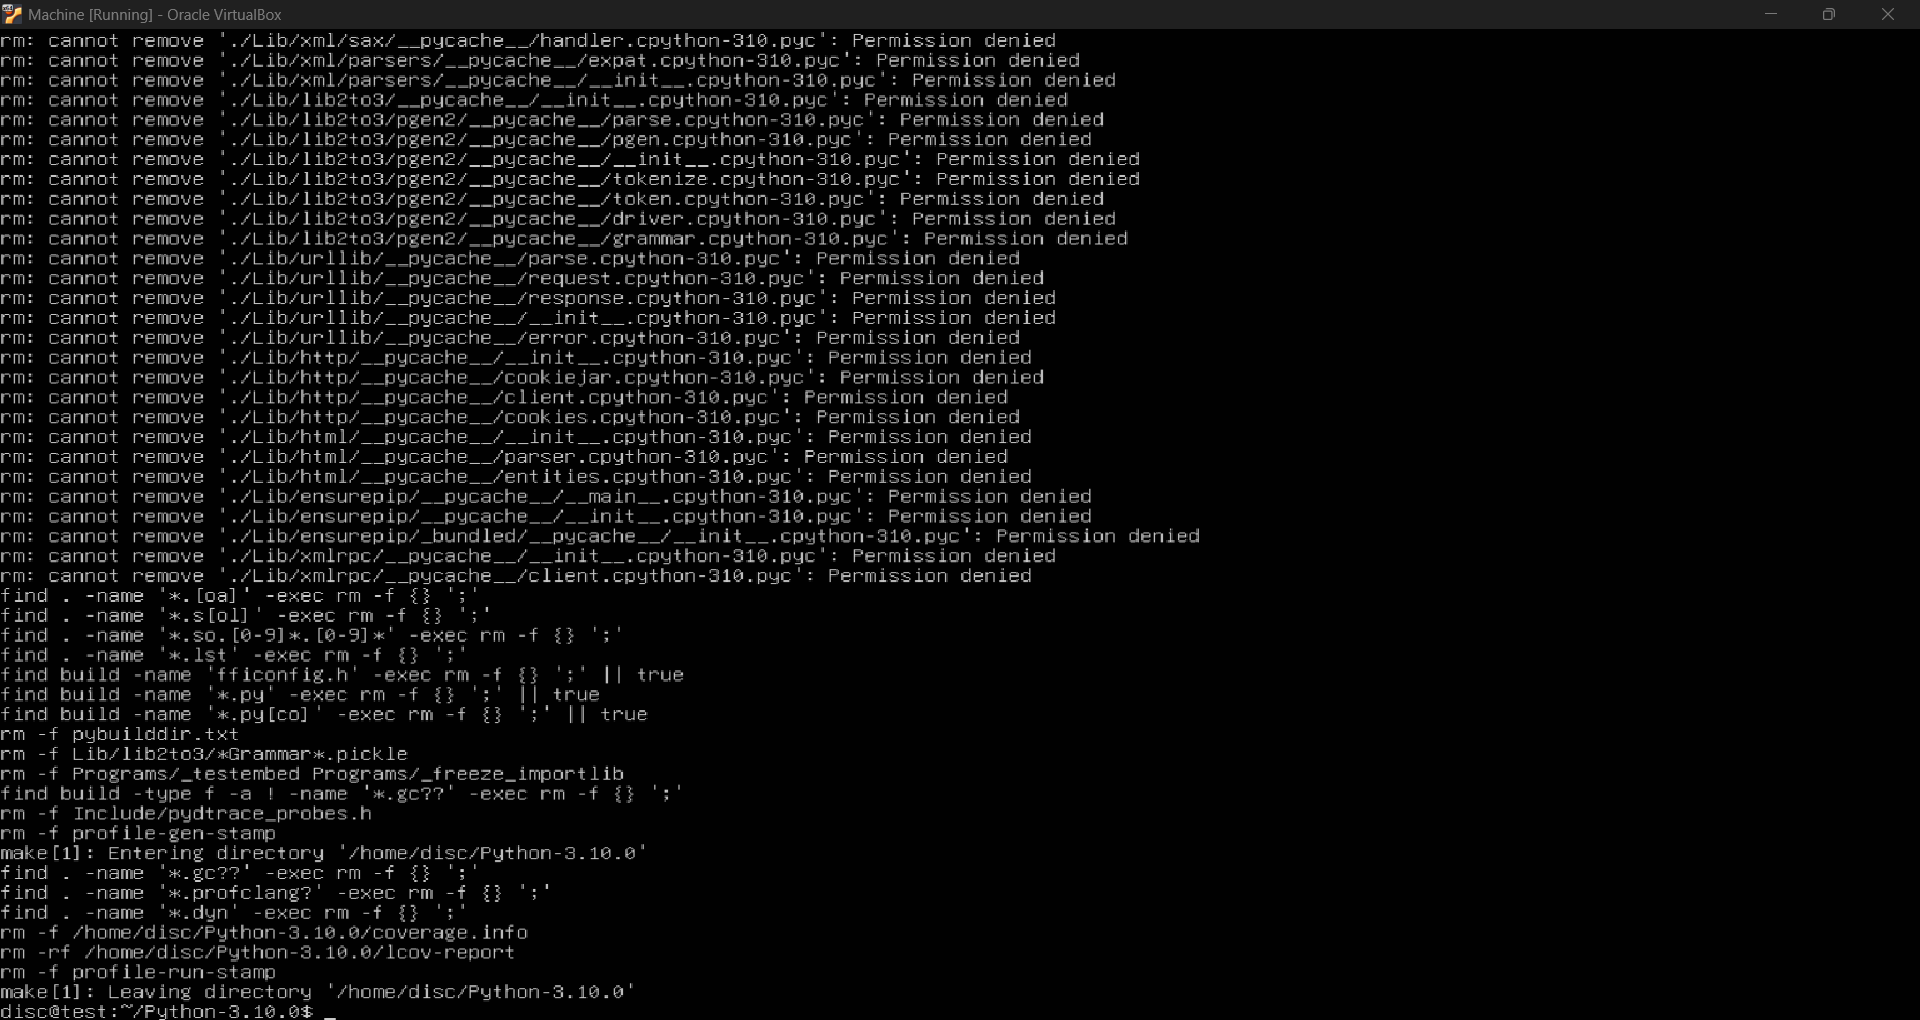 Machine [Running] - Oracle VirtualBox
rm: cannot remove './Lib/xml/sax/__pycache__/handler.cpython-310.pyc': Permission denied
rm: cannot remove './Lib/xml/parsers/__pycache__/expat.cpython-310.pyc': Permission denied
rm: cannot remove './Lib/xml/parsers/__pycache__/__init__.cpython-310.pyc': Permission denied
rm: cannot remove './Lib/lib2to3/__pycache__/__init__.cpython-310.pyc': Permission denied
rm: cannot remove './Lib/lib2to3/pgen2/__pycache__/parse.cpython-310.pyc': Permission denied
rm: cannot remove './Lib/lib2to3/pgen2/__pycache__/pgen.cpython-310.pyc': Permission denied
rm: cannot remove './Lib/lib2to3/pgen2/__pycache__/__init__.cpython-310.pyc': Permission denied
rm: cannot remove './Lib/lib2to3/pgen2/__pycache__/tokenize.cpython-310.pyc': Permission denied
rm: cannot remove './Lib/lib2to3/pgen2/__pycache__/token.cpython-310.pyc': Permission denied
rm: cannot remove './Lib/lib2to3/pgen2/__pycache__/driver.cpython-310.pyc': Permission denied
rm: cannot remove './Lib/lib2to3/pgen2/__pycache__/grammar.cpython-310.pyc': Permission denied
rm: cannot remove './Lib/urllib/__pycache__/parse.cpython-310.pyc': Permission denied
rm: cannot remove './Lib/urllib/__pycache__/request.cpython-310.pyc': Permission denied
rm: cannot remove './Lib/urllib/__pycache__/response.cpython-310.pyc': Permission denied
rm: cannot remove './Lib/urllib/__pycache__/__init__.cpython-310.pyc': Permission denied
rm: cannot remove './Lib/urllib/__pycache__/error.cpython-310.pyc': Permission denied
rm: cannot remove './Lib/http/__pycache__/__init__.cpython-310.pyc': Permission denied
rm: cannot remove './Lib/http/__pycache__/cookiejar.cpython-310.pyc': Permission denied
rm: cannot remove './Lib/http/__pycache__/client.cpython-310.pyc': Permission denied
rm: cannot remove './Lib/http/__pycache__/cookies.cpython-310.pyc': Permission denied
rm: cannot remove './Lib/html/__pycache__/__init__.cpython-310.pyc': Permission denied
rm: cannot remove './Lib/html/__pycache__/parser.cpython-310.pyc': Permission denied
rm: cannot remove './Lib/html/__pycache__/entities.cpython-310.pyc': Permission denied
rm: cannot remove './Lib/ensurepip/__pycache__/__main__.cpython-310.pyc': Permission denied
rm: cannot remove './Lib/ensurepip/__pycache__/__init__.cpython-310.pyc': Permission denied
rm: cannot remove './Lib/ensurepip/_bundled/__pycache__/__init__.cpython-310.pyc': Permission denied
rm: cannot remove './Lib/xmlrpc/__pycache__/__init__.cpython-310.pyc': Permission denied
rm: cannot remove './Lib/xmlrpc/__pycache__/client.cpython-310.pyc': Permission denied
find . -name '*.[oa]' -exec rm -f {} ';'
find . -name '*.s[ol]' -exec rm -f {} ';'
find . -name '*.so.[0-9]*.[0-9]*' -exec rm -f {} ';'
find . -name '*.lst' -exec rm -f {} ';'
find build -name 'fficonfig.h' -exec rm -f {} ';' || true
find build -name '*.py' -exec rm -f {} ';' || true
find build -name '*.py[co]' -exec rm -f {} ';' || true
rm -f pybuilddir.txt
rm -f Lib/lib2to3/*Grammar*.pickle
rm -f Programs/_testembed Programs/_freeze_importlib
find build -type f -a ! -name '*.gc??' -exec rm -f {} ';'
rm -f Include/pydtrace_probes.h
rm -f profile-gen-stamp
make[1]: Entering directory '/home/disc/Python-3.10.0'
find . -name '*.gc??' -exec rm -f {} ';'
find . -name '*.profclang?' -exec rm -f {} ';'
find . -name '*.dyn' -exec rm -f {} ';'
rm -f /home/disc/Python-3.10.0/coverage.info
rm -rf /home/disc/Python-3.10.0/lcov-report
rm -f profile-run-stamp
make[1]: Leaving directory '/home/disc/Python-3.10.0'
disc@test:~/Python-3.10.0$ _